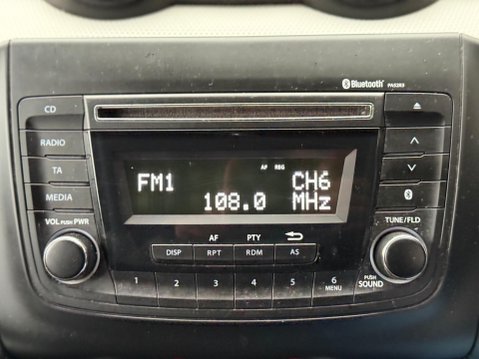 Bluetooth PA9283
CD
RADIO
TA
MEDIA
AF REG
FM1 CH6
108.0 MHz
VOL PUSH PWR
TUNE/FLD
AF PTY
DISP RPT RDM AS
1 2 3 4 5 6
MENU
PUSH
SOUND